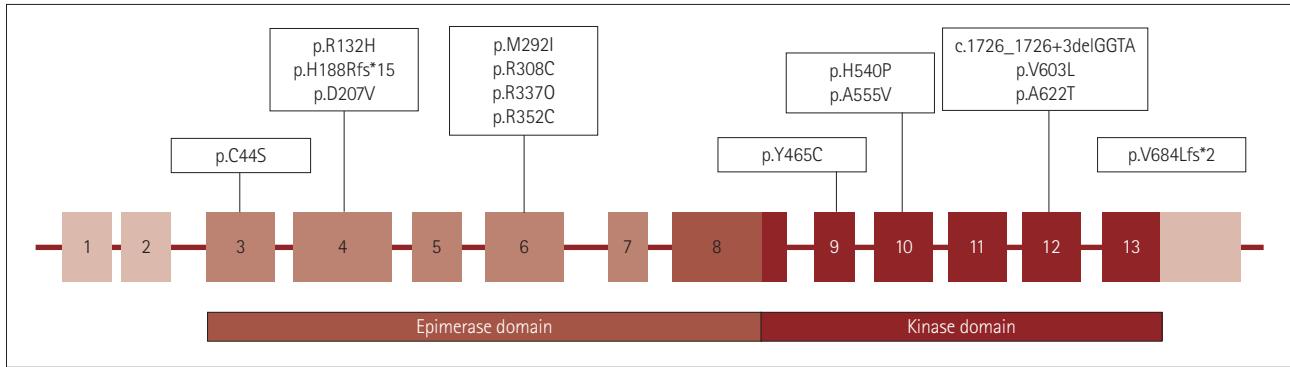 p.R132H
p.H188Rfs*15
p.D207V
p.M292I
p.R308C
p.R337O
p.R352C
c.1726_1726+3delGGTA
p.V603L
p.A622T
p.H540P
p.A555V
p.C44S
p.Y465C
p.V684Lfs*2
1 2 3 4 5 6 7 8 9 10 11 12 13
Epimerase domain Kinase domain